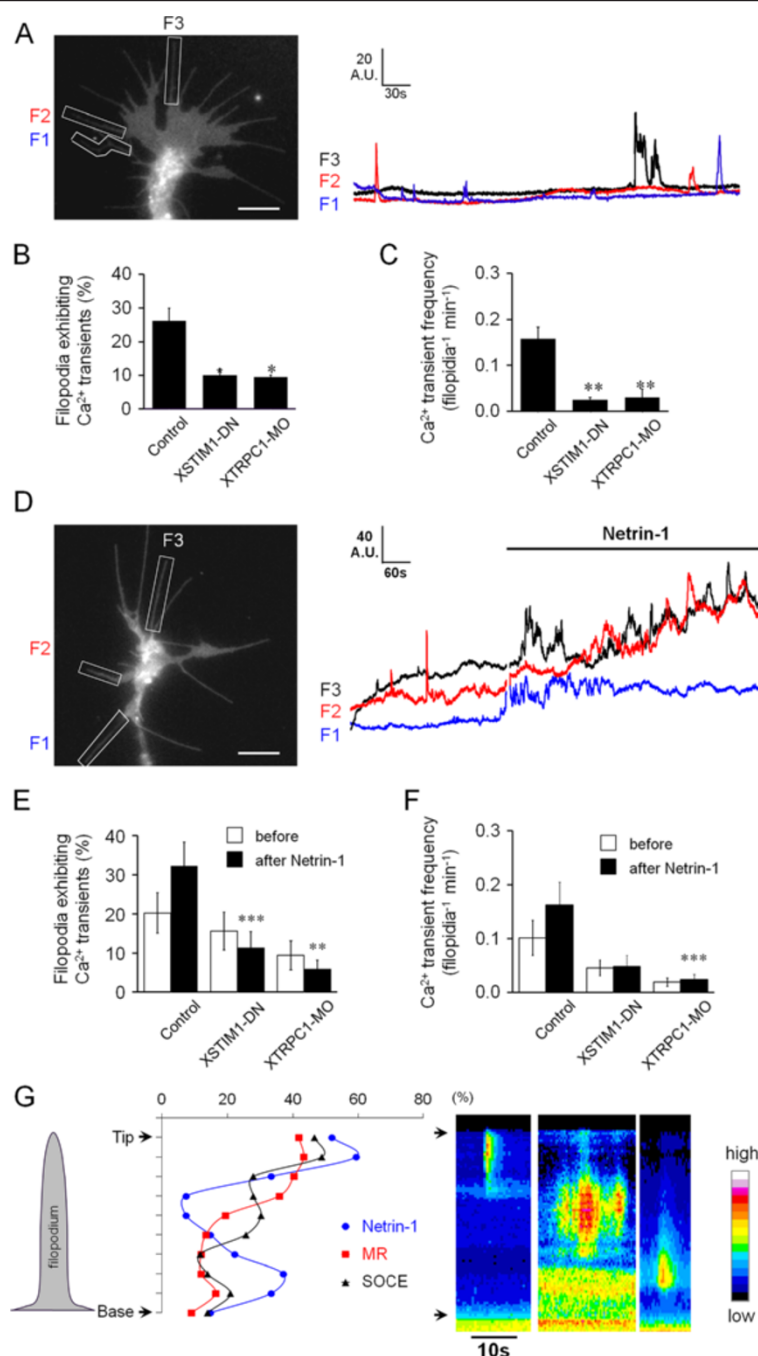 A
F3
F2
F1
20
A.U.
30s
F3
F2
F1
B
Filopodia exhibiting
Ca²⁺ transients (%)
40
30
20
10
0
Control
XSTIM1-DN
XTRPC1-MO
*
*
C
Ca²⁺ transient frequency
(filopidia⁻¹ min⁻¹)
0.3
0.2
0.1
0.0
Control
XSTIM1-DN
XTRPC1-MO
**
**
D
F3
F2
F1
40
A.U.
60s
Netrin-1
F3
F2
F1
E
Filopodia exhibiting
Ca²⁺ transients (%)
40
30
20
10
0
before
after Netrin-1
***
**
Control
XSTIM1-DN
XTRPC1-MO
F
Ca²⁺ transient frequency
(filopidia⁻¹ min⁻¹)
0.3
0.2
0.1
0.0
before
after Netrin-1
***
Control
XSTIM1-DN
XTRPC1-MO
G
0 20 40 60 80 (%)
Tip
filopodium
Base
Netrin-1
MR
SOCE
10s
high
low